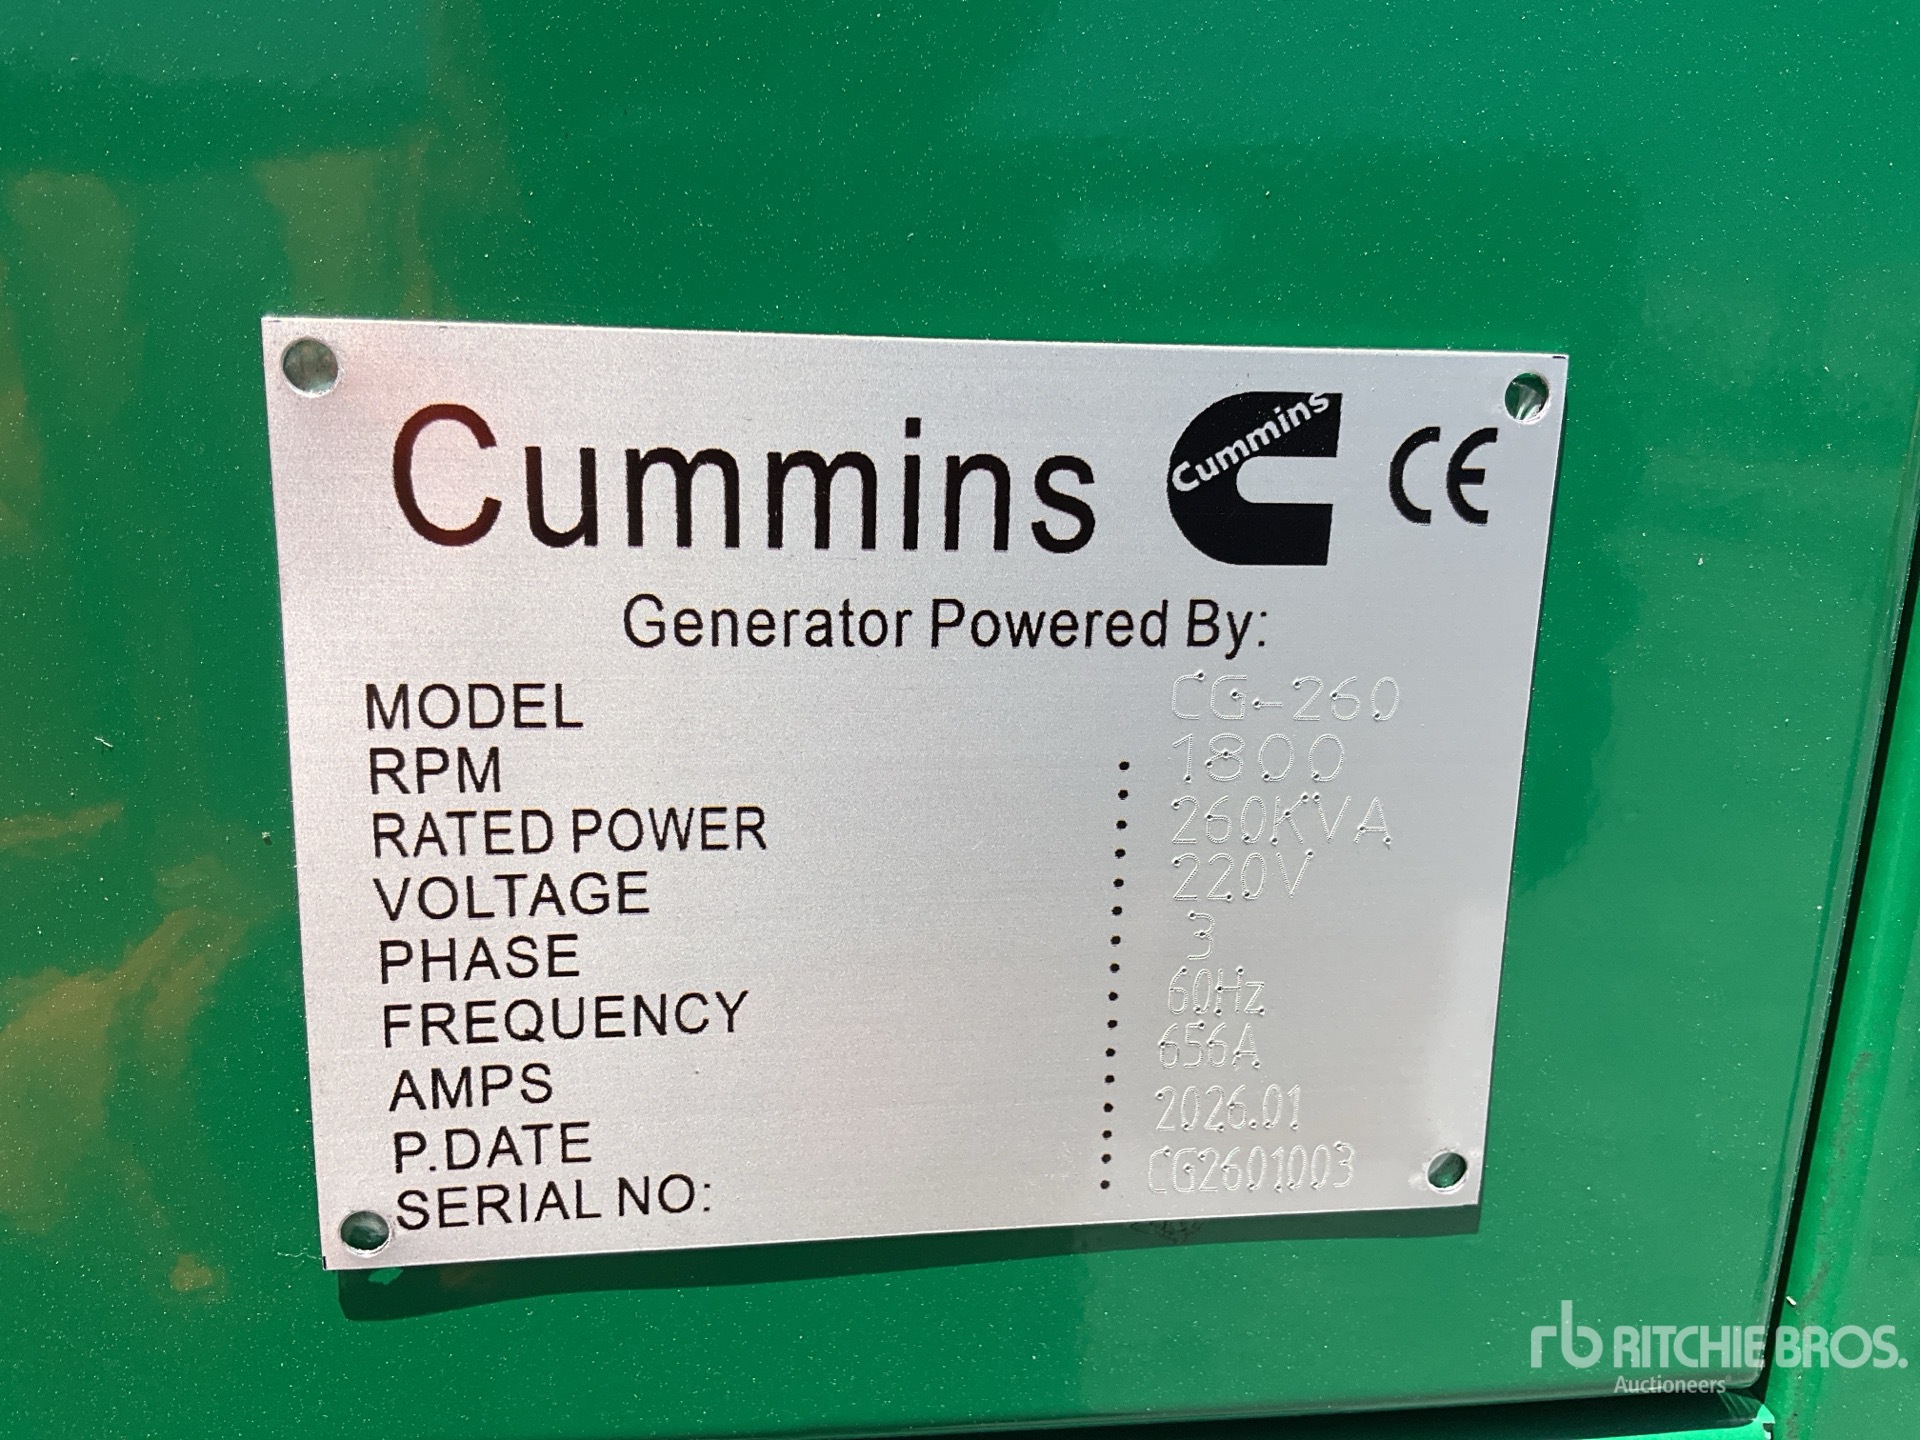 Cummins Cummins CE
Generator Powered By:
MODEL CG-260
RPM : 1800
RATED POWER : 260KVA
VOLTAGE : 220V
PHASE : 3
FREQUENCY : 60Hz
AMPS : 656A
P.DATE : 2026.01
SERIAL NO: : CG2601003
rb RITCHIE BROS.
Auctioneers